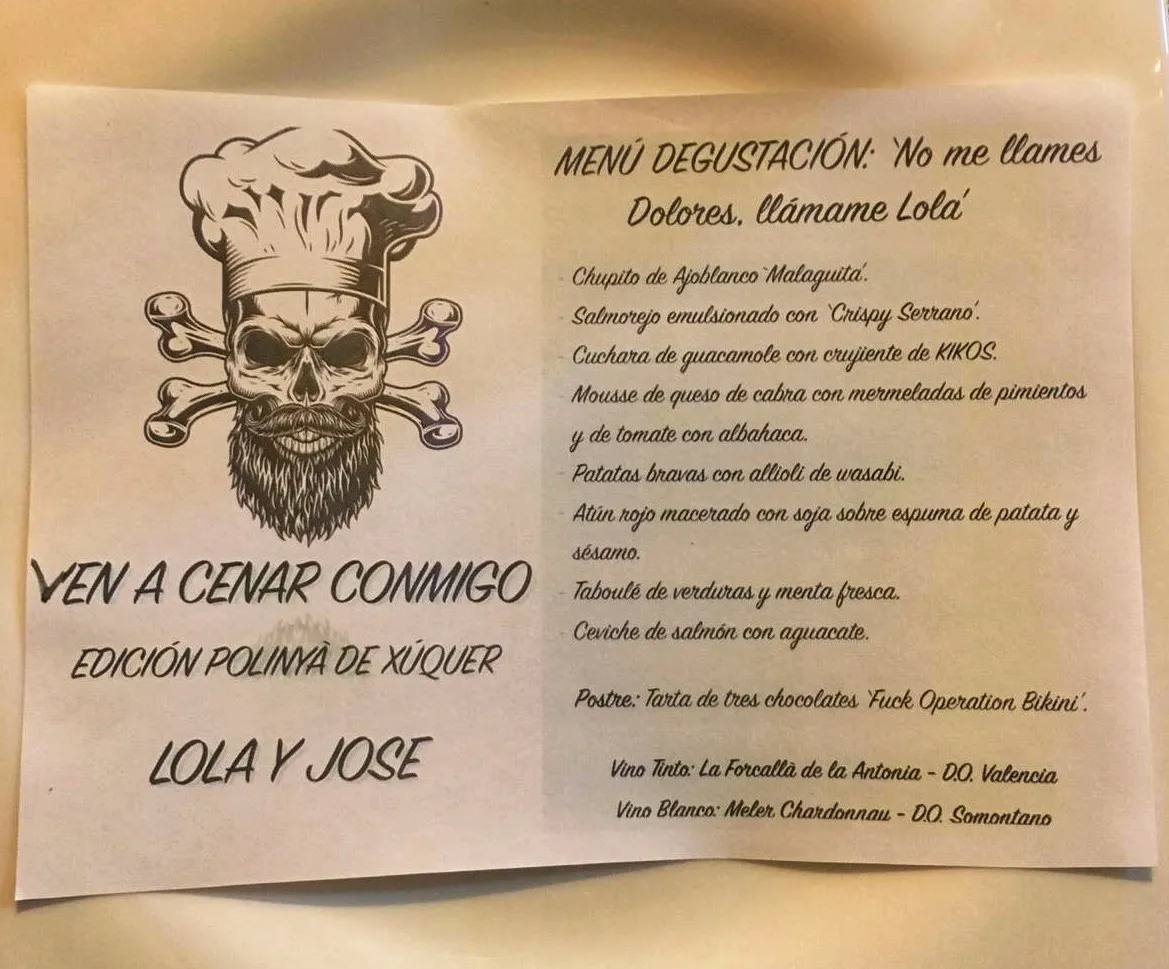 VEN A CENAR CONMIGO
EDICIÓN POLINYÀ DE XÚQUER
LOLA Y JOSE
MENÚ DEGUSTACIÓN: 'No me llames
Dolores, llámame Lola'
- Chupito de Ajoblanco 'Malaguita'.
- Salmorejo emulsionado con 'Crispy Serrano'.
- Cuchara de guacamole con crujiente de KIKOS.
- Mousse de queso de cabra con mermeladas de pimientos
y de tomate con albahaca.
- Patatas bravas con allioli de wasabi.
- Atún rojo macerado con soja sobre espuma de patata y
sésamo.
- Taboulé de verduras y menta fresca.
- Ceviche de salmón con aguacate.
Postre: Tarta de tres chocolates 'Fuck Operation Bikini'.
Vino Tinto: La Forcallà de la Antonia - D.O. Valencia
Vino Blanco: Meler Chardonnau - D.O. Somontano